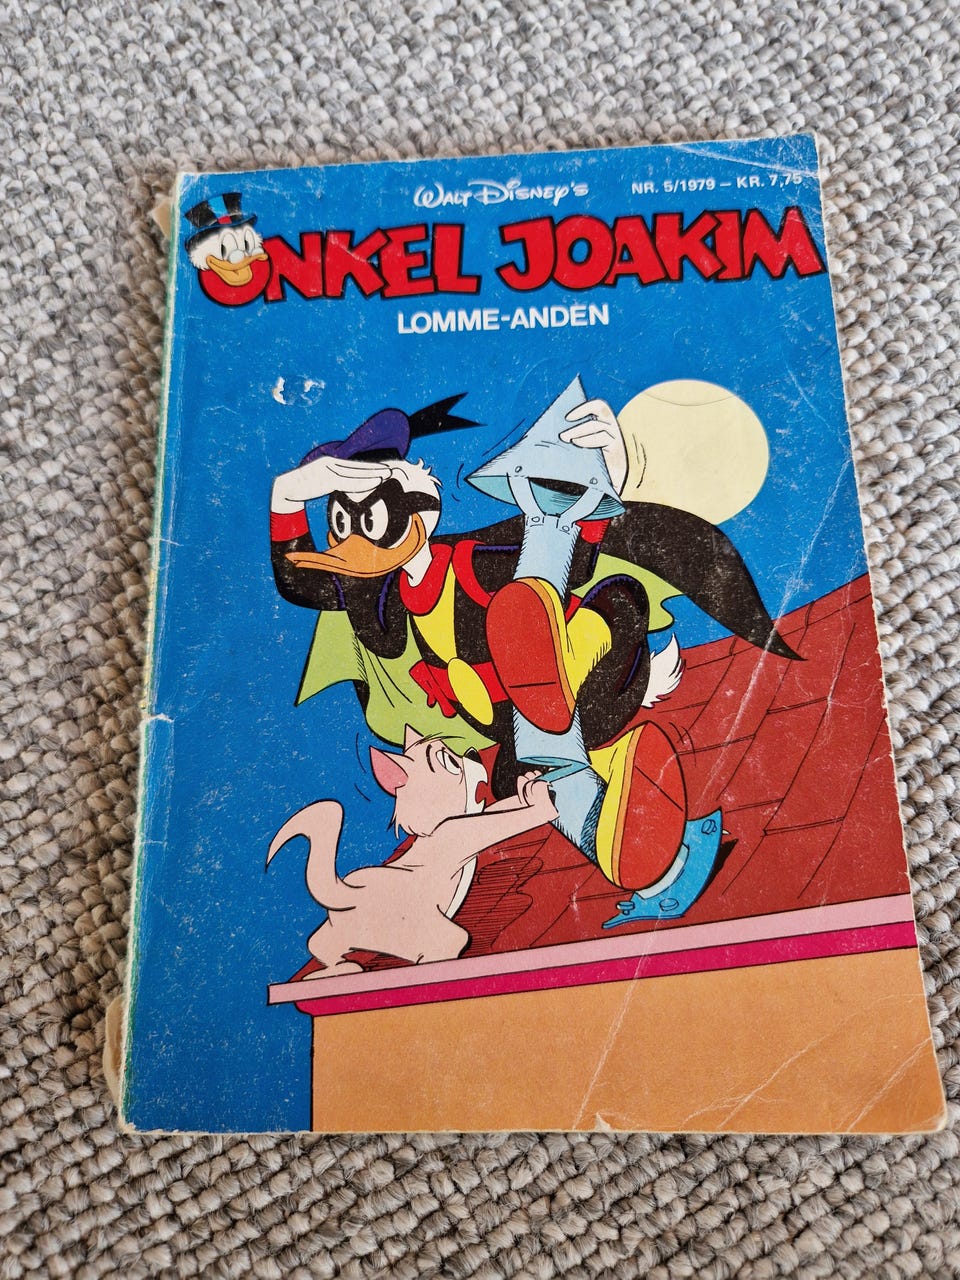 WALT DISNEY'S
NR. 5/1979 – KR. 7,75
ONKEL JOAKIM
LOMME-ANDEN